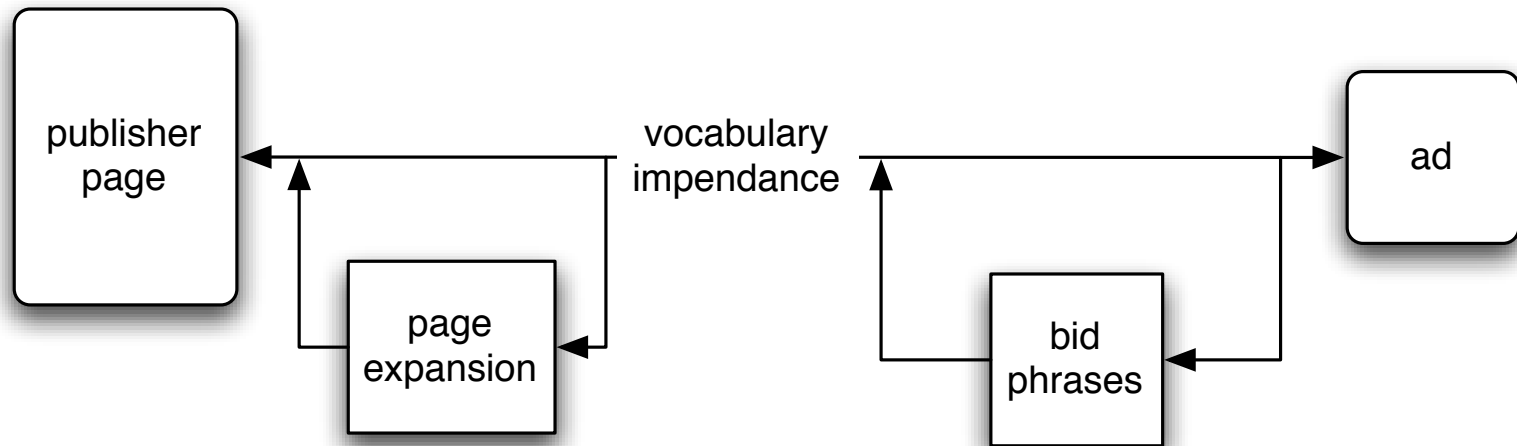 publisher
page
vocabulary
impendance
ad
page
expansion
bid
phrases